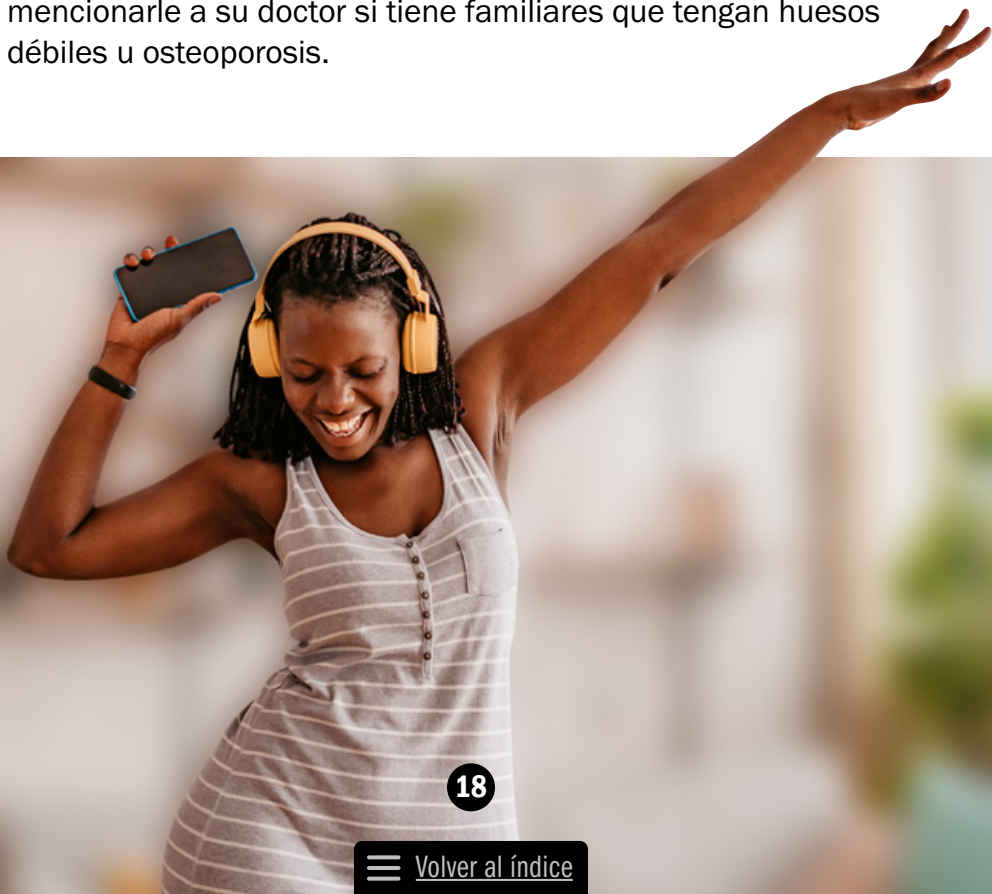 mencionarle a su doctor si tiene familiares que tengan huesos
débiles u osteoporosis.
18
Volver al índice